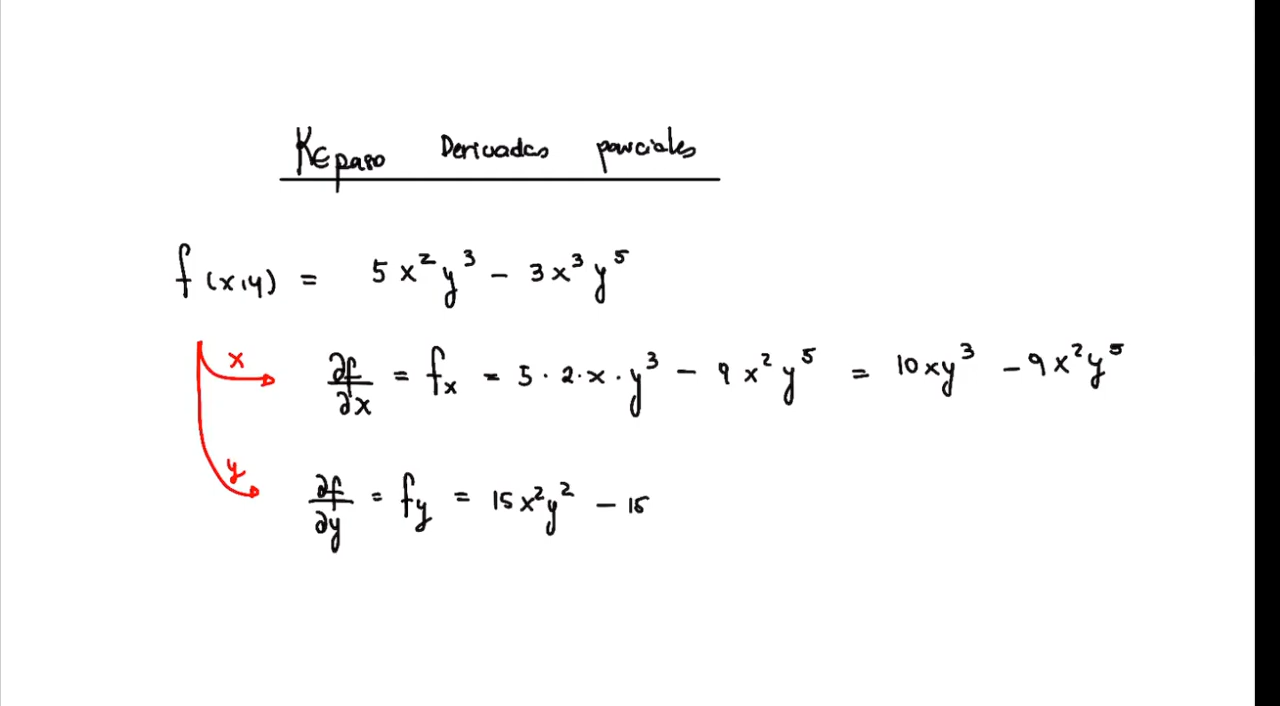 Repaso Derivadas parciales
f(x,y) = 5x²y³ - 3x³y⁵
x ∂f/∂x = fx = 5·2·x·y³ - 9x²y⁵ = 10xy³ - 9x²y⁵
y ∂f/∂y = fy = 15x²y² - 15